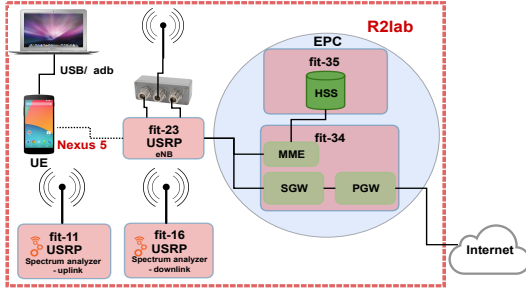 R2lab
EPC
fit-35
HSS
USB/ adb
fit-34
fit-23
USRP
eNB
MME
Nexus 5
UE
SGW
PGW
fit-11
USRP
Spectrum analyzer
- uplink
fit-16
USRP
Spectrum analyzer
- downlink
Internet